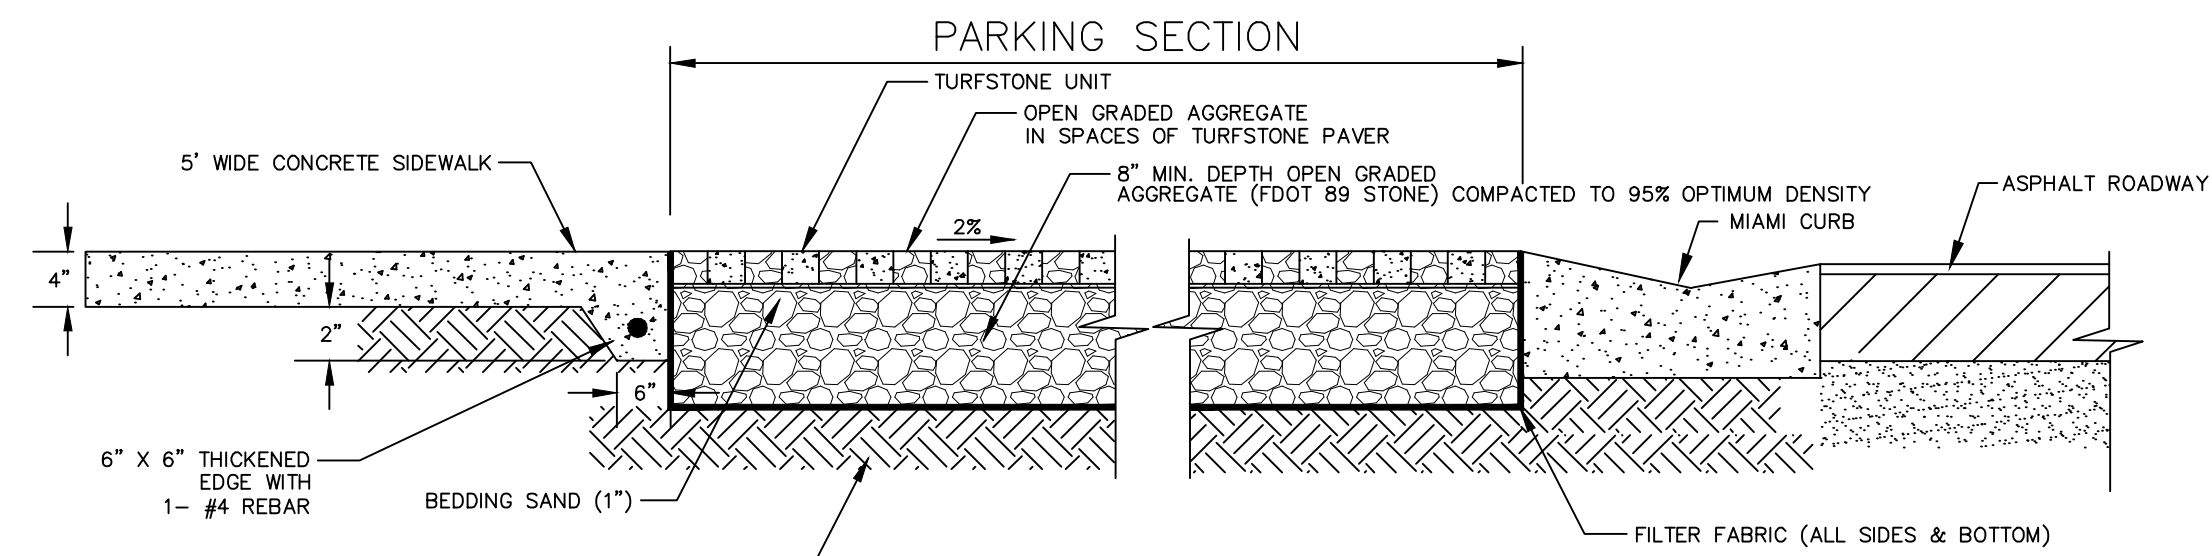 PARKING SECTION
TURFSTONE UNIT
OPEN GRADED AGGREGATE
IN SPACES OF TURFSTONE PAVER
5' WIDE CONCRETE SIDEWALK
8" MIN. DEPTH OPEN GRADED
AGGREGATE (FDOT 89 STONE) COMPACTED TO 95% OPTIMUM DENSITY
ASPHALT ROADWAY
MIAMI CURB
2%
4"
2"
6"
6" X 6" THICKENED
EDGE WITH
1- #4 REBAR
BEDDING SAND (1")
FILTER FABRIC (ALL SIDES & BOTTOM)